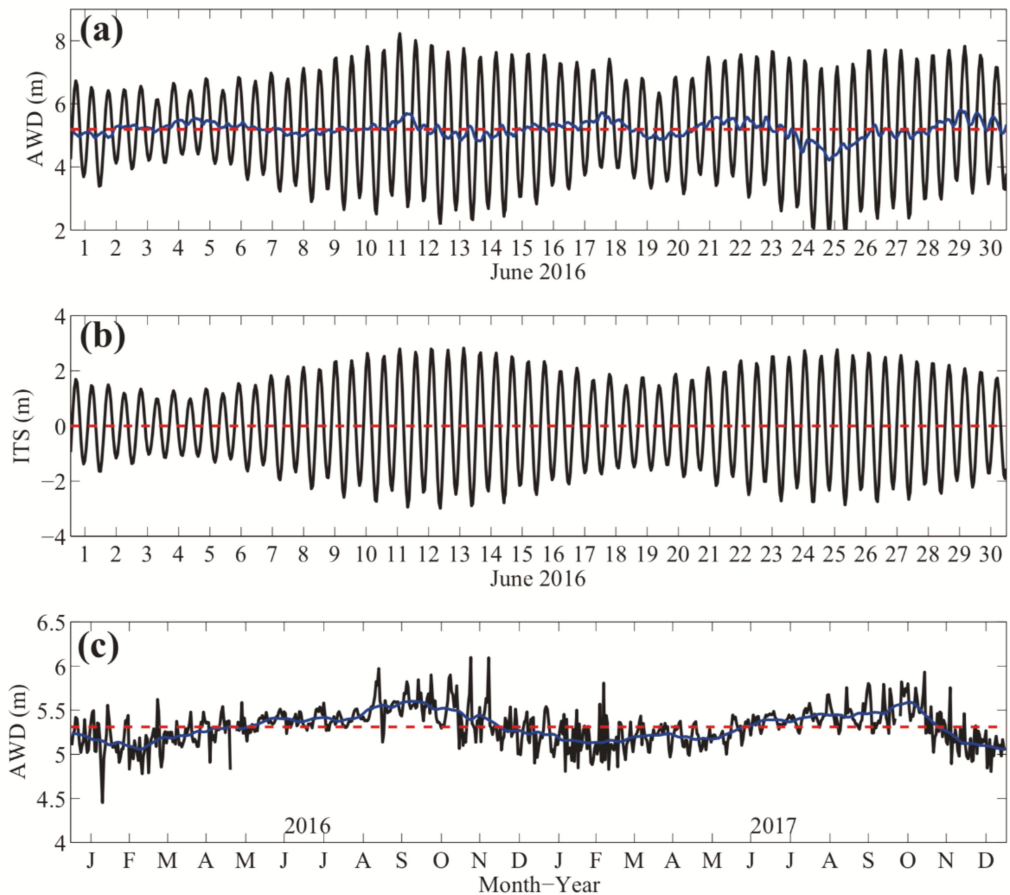 (a)
AWD (m)
8
6
4
2
1 2 3 4 5 6 7 8 9 10 11 12 13 14 15 16 17 18 19 20 21 22 23 24 25 26 27 28 29 30
June 2016
(b)
ITS (m)
4
2
0
−2
−4
1 2 3 4 5 6 7 8 9 10 11 12 13 14 15 16 17 18 19 20 21 22 23 24 25 26 27 28 29 30
June 2016
(c)
AWD (m)
6.5
6
5.5
5
4.5
4
2016 2017
J F M A M J J A S O N D J F M A M J J A S O N D
Month−Year